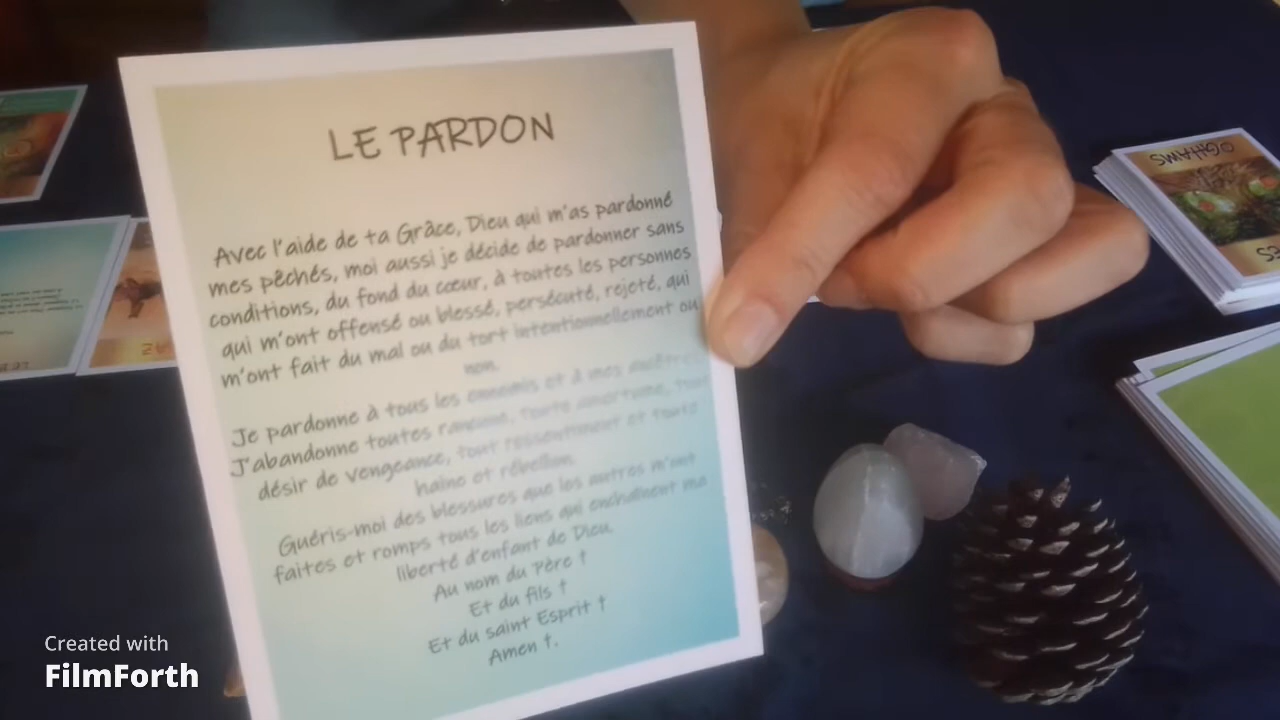 LE PARDON
Avec l'aide de ta Grâce, Dieu qui m'as pardonné
mes pêchés, moi aussi je décide de pardonner sans
conditions, du fond du cœur, à toutes les personnes
qui m'ont offensé ou blessé, persécuté, rejeté, qui
m'ont fait du mal ou du tort intentionnellement ou
non.
Je pardonne à tous les ennemis et à mes ancêtres.
J'abandonne toutes rancune, toute amertume, tout
désir de vengeance, tout ressentiment et toute
haine et rébellion.
Guéris-moi des blessures que les autres m'ont
faites et romps tous les liens qui enchaînent ma
liberté d'enfant de Dieu.
Au nom du Père †
Et du fils †
Et du saint Esprit †
Amen †.
OGHAMS
Created with
FilmForth